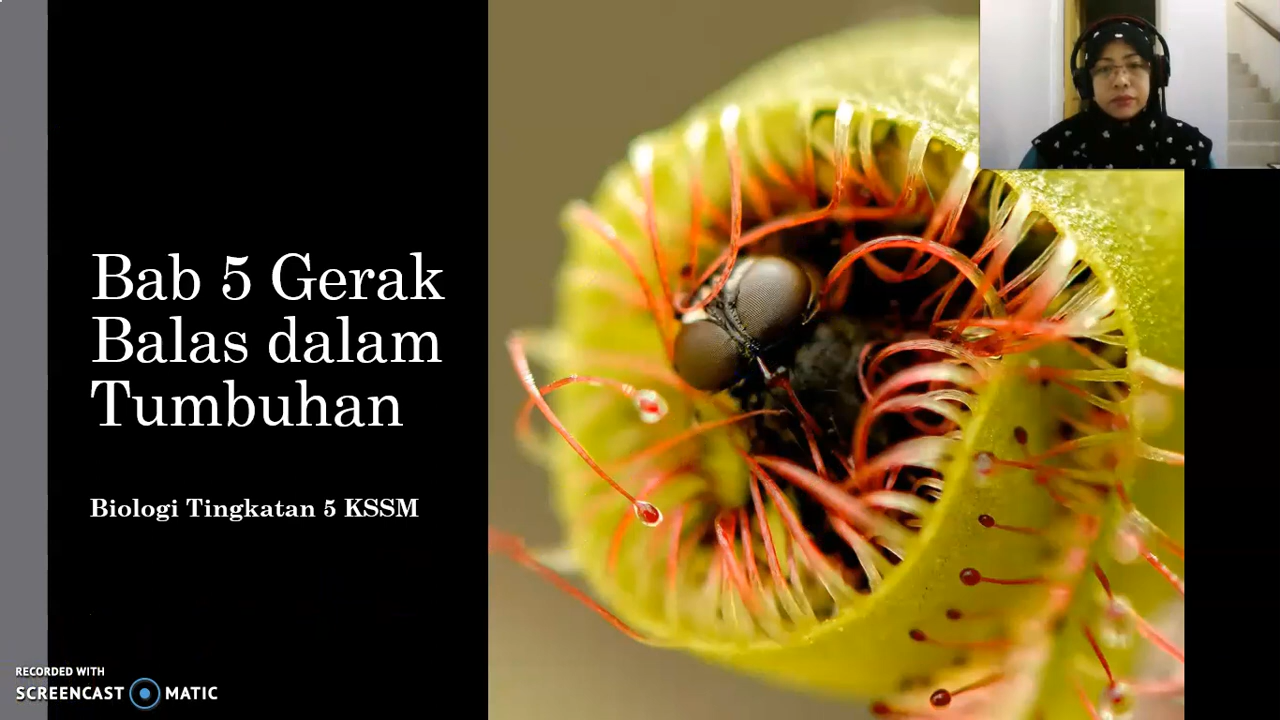 Bab 5 Gerak
Balas dalam
Tumbuhan
Biologi Tingkatan 5 KSSM
RECORDED WITH
SCREENCAST MATIC